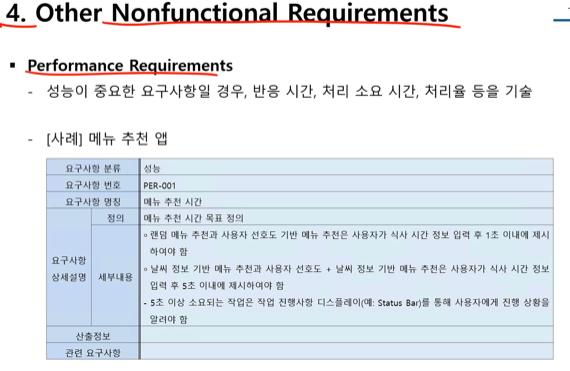 4. Other Nonfunctional Requirements
▪ Performance Requirements
- 성능이 중요한 요구사항일 경우, 반응 시간, 처리 소요 시간, 처리율 등을 기술
- [사례] 메뉴 추천 앱
요구사항 분류 성능
요구사항 번호 PER-001
요구사항 명칭 메뉴 추천 시간
요구사항 상세설명
정의 메뉴 추천 시간 목표 정의
세부내용
◦ 랜덤 메뉴 추천과 사용자 선호도 기반 메뉴 추천은 사용자가 식사 시간 정보 입력 후 1초 이내에 제시
하여야 함
◦ 날씨 정보 기반 메뉴 추천과 사용자 선호도 + 날씨 정보 기반 메뉴 추천은 사용자가 식사 시간 정보
입력 후 5초 이내에 제시하여야 함
- 5초 이상 소요되는 작업은 작업 진행사항 디스플레이(예: Status Bar)를 통해 사용자에게 진행 상황을
알려야 함
산출정보
관련 요구사항